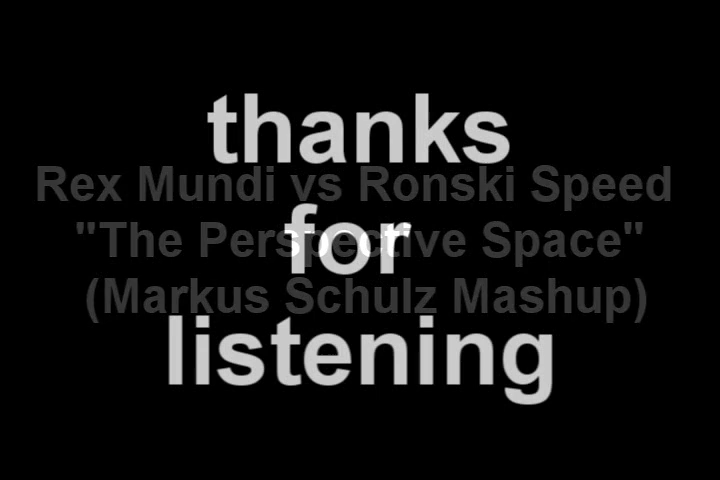 thanks
Rex Mundi vs Ronski Speed
for
"The Perspective Space"
(Markus Schulz Mashup)
listening